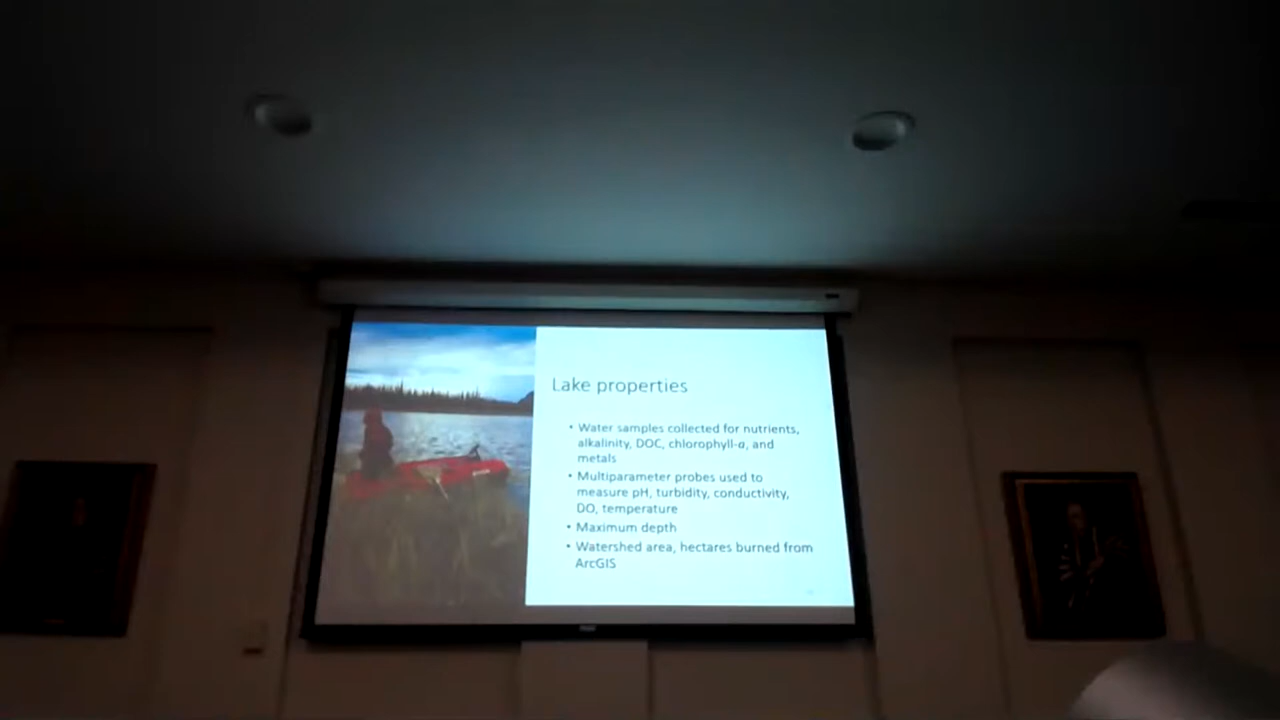 Lake properties
• Water samples collected for nutrients,
alkalinity, DOC, chlorophyll-a, and
metals
• Multiparameter probes used to
measure pH, turbidity, conductivity,
DO, temperature
• Maximum depth
• Watershed area, hectares burned from
ArcGIS